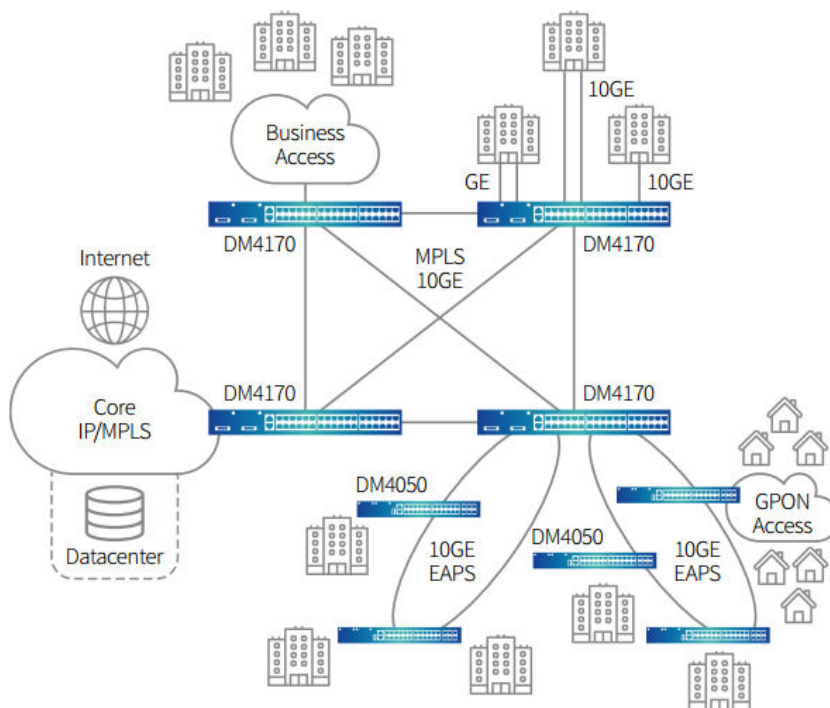 10GE
Business
Access
GE
10GE
DM4170
DM4170
MPLS
10GE
Internet
DM4170
DM4170
Core
IP/MPLS
DM4050
GPON
Access
DM4050
10GE
EAPS
10GE
EAPS
Datacenter